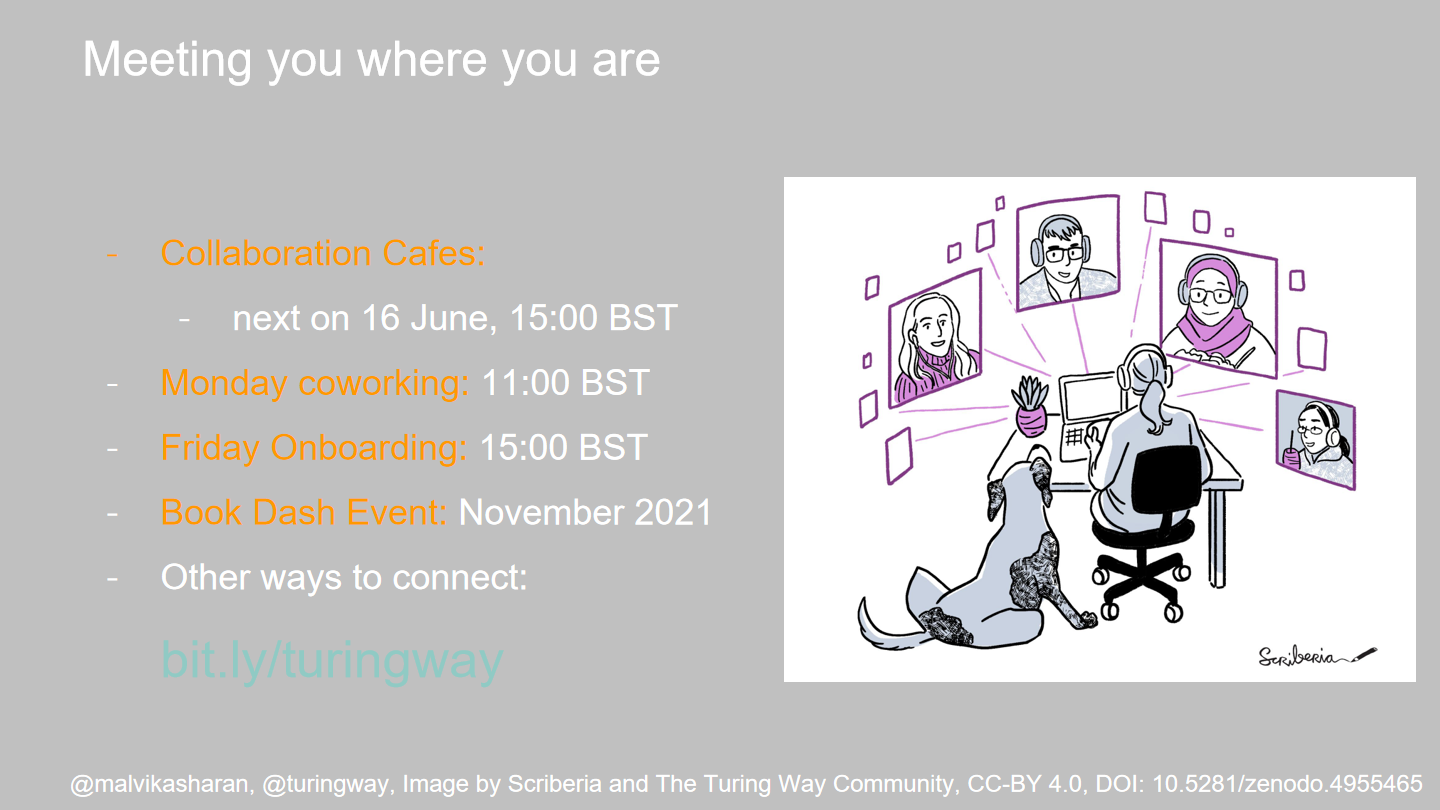 Meeting you where you are
- Collaboration Cafes:
- next on 16 June, 15:00 BST
- Monday coworking: 11:00 BST
- Friday Onboarding: 15:00 BST
- Book Dash Event: November 2021
- Other ways to connect:
bit.ly/turingway
Scriberia
@malvikasharan, @turingway, Image by Scriberia and The Turing Way Community, CC-BY 4.0, DOI: 10.5281/zenodo.4955465